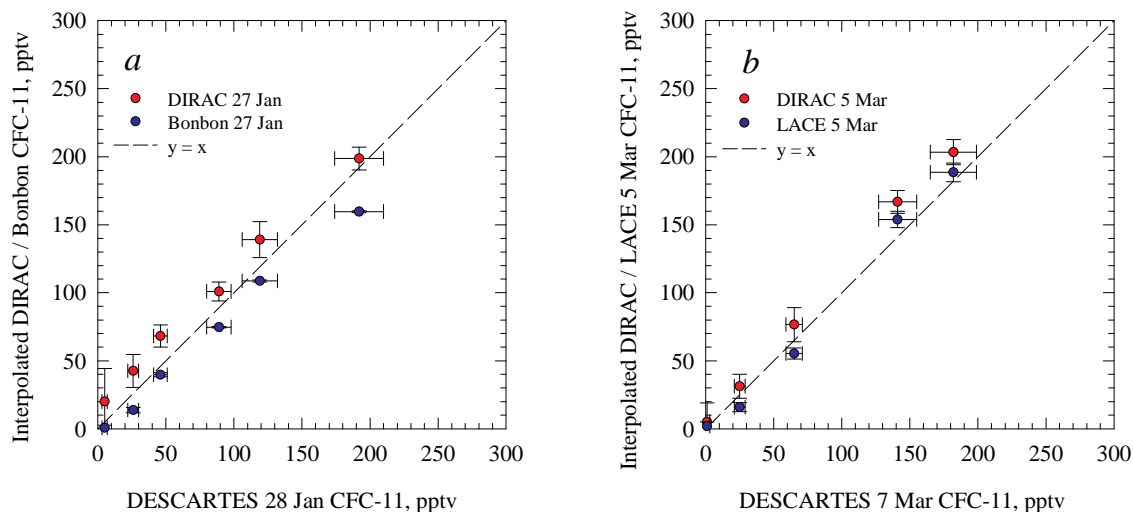 Interpolated DIRAC / Bonbon CFC-11, pptv
300
250
200
150
100
50
0
a
DIRAC 27 Jan
Bonbon 27 Jan
y = x
0 50 100 150 200 250 300
DESCARTES 28 Jan CFC-11, pptv
Interpolated DIRAC / LACE 5 Mar CFC-11, pptv
300
250
200
150
100
50
0
b
DIRAC 5 Mar
LACE 5 Mar
y = x
0 50 100 150 200 250 300
DESCARTES 7 Mar CFC-11, pptv